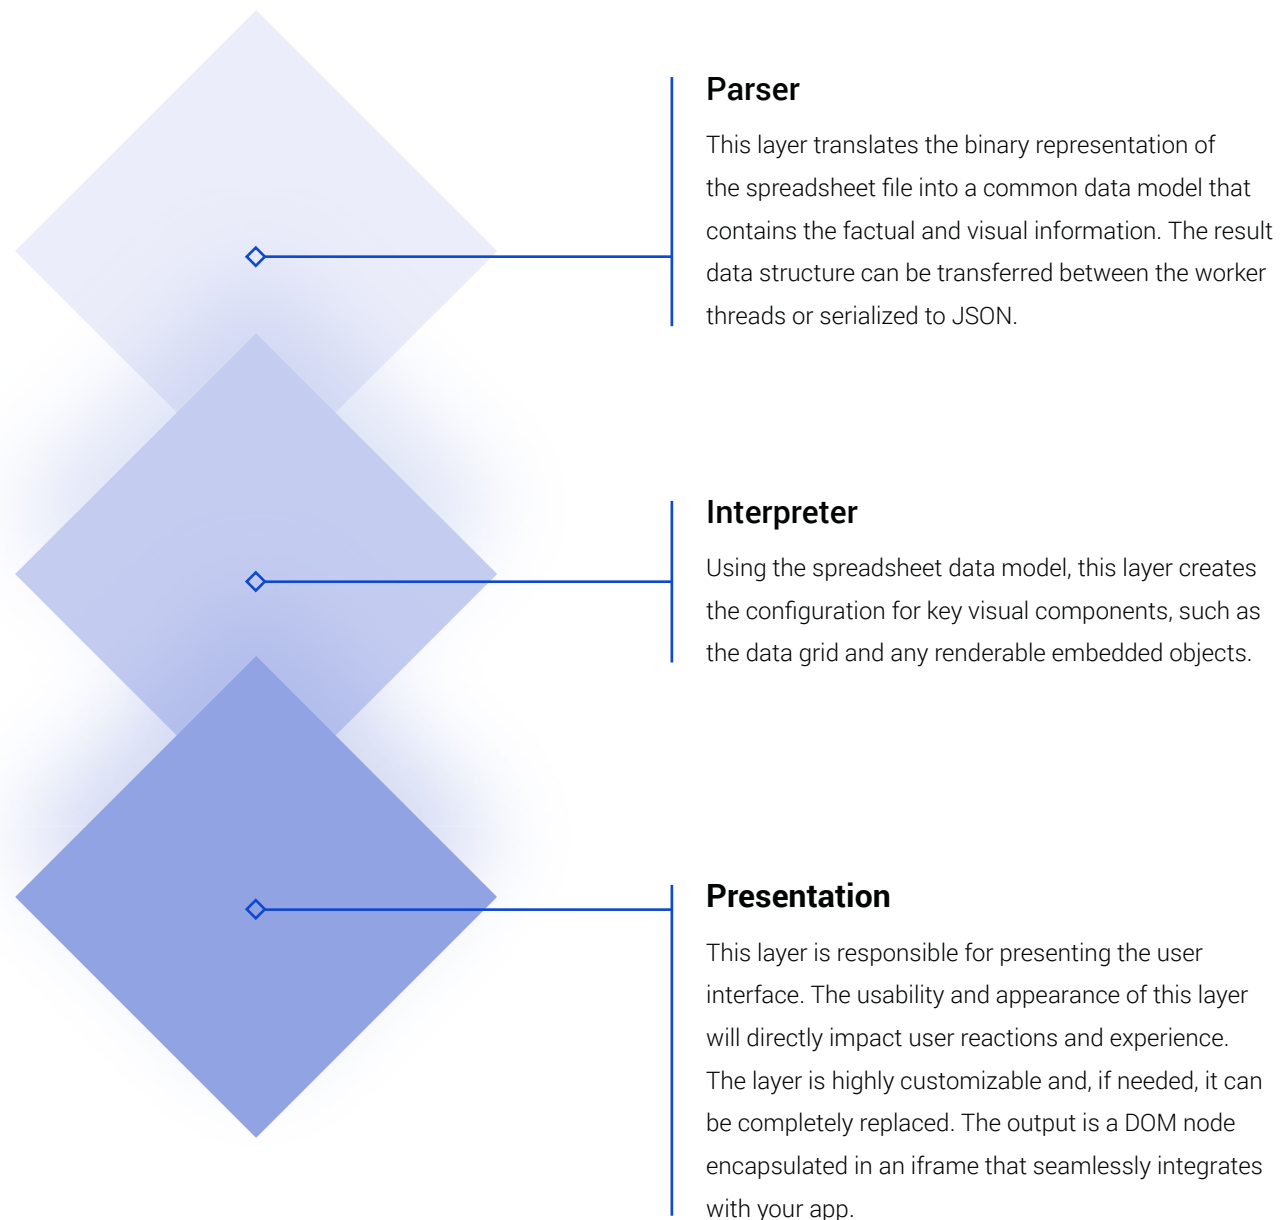 Parser
This layer translates the binary representation of
the spreadsheet file into a common data model that
contains the factual and visual information. The result
data structure can be transferred between the worker
threads or serialized to JSON.
Interpreter
Using the spreadsheet data model, this layer creates
the configuration for key visual components, such as
the data grid and any renderable embedded objects.
Presentation
This layer is responsible for presenting the user
interface. The usability and appearance of this layer
will directly impact user reactions and experience.
The layer is highly customizable and, if needed, it can
be completely replaced. The output is a DOM node
encapsulated in an iframe that seamlessly integrates
with your app.